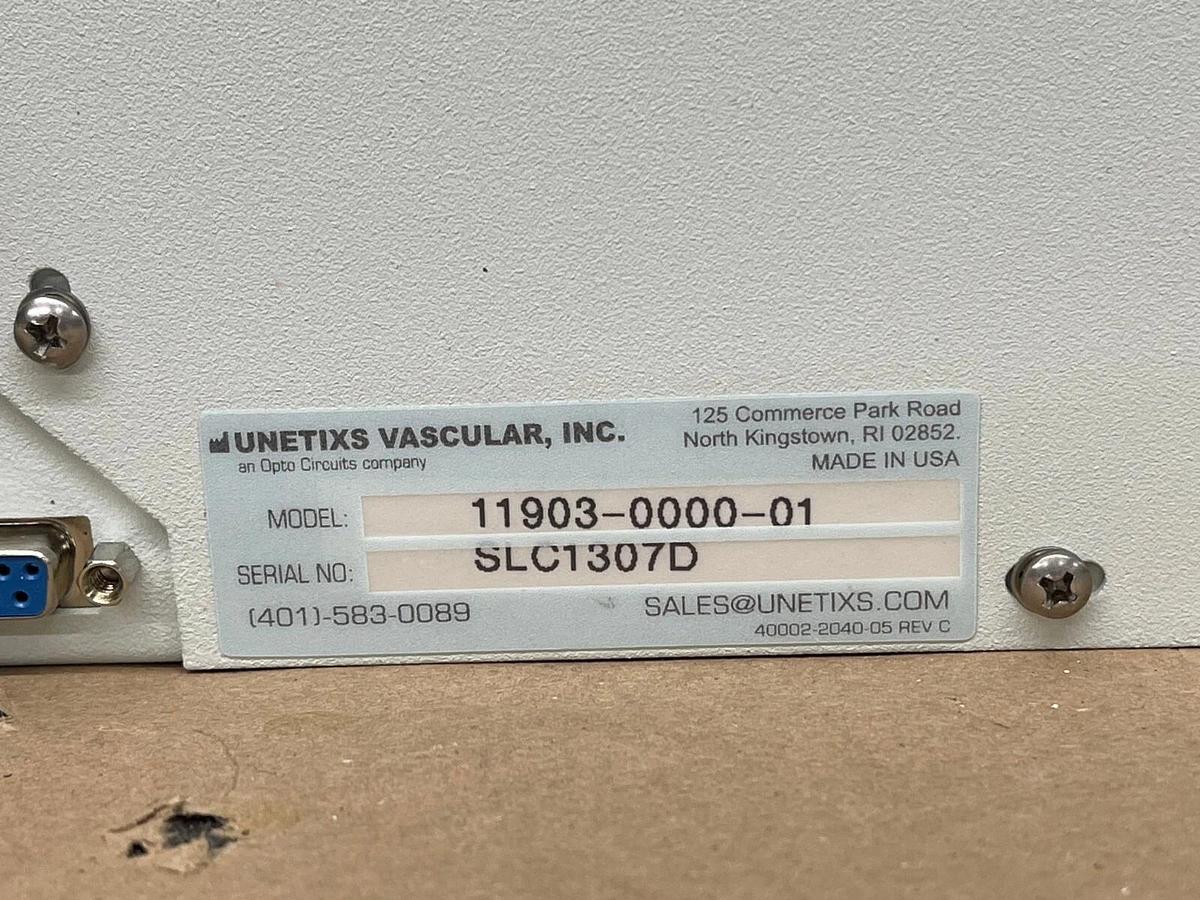 UNETIXS VASCULAR, INC.
an Opto Circuits company
125 Commerce Park Road
North Kingstown, RI 02852.
MADE IN USA
MODEL: 11903-0000-01
SERIAL NO: SLC1307D
(401)-583-0089
SALES@UNETIXS.COM
40002-2040-05 REV C